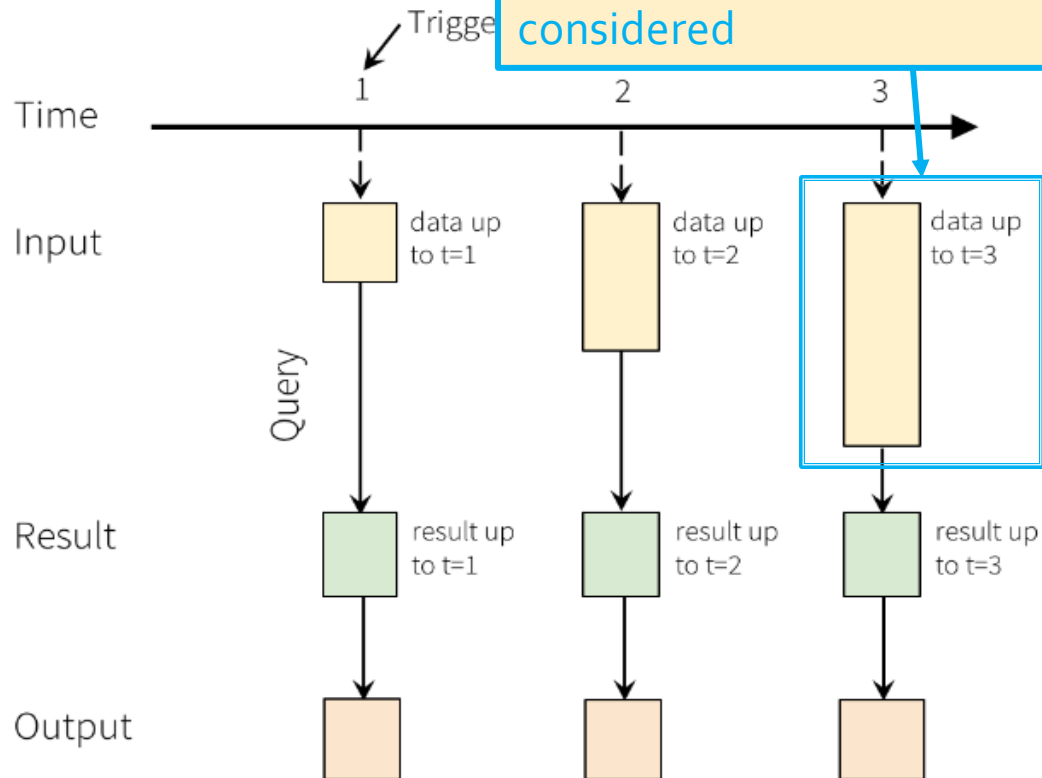 Trigge
considered
1 2 3
Time
Input
data up
to t=1
data up
to t=2
data up
to t=3
Query
Result
result up
to t=1
result up
to t=2
result up
to t=3
Output